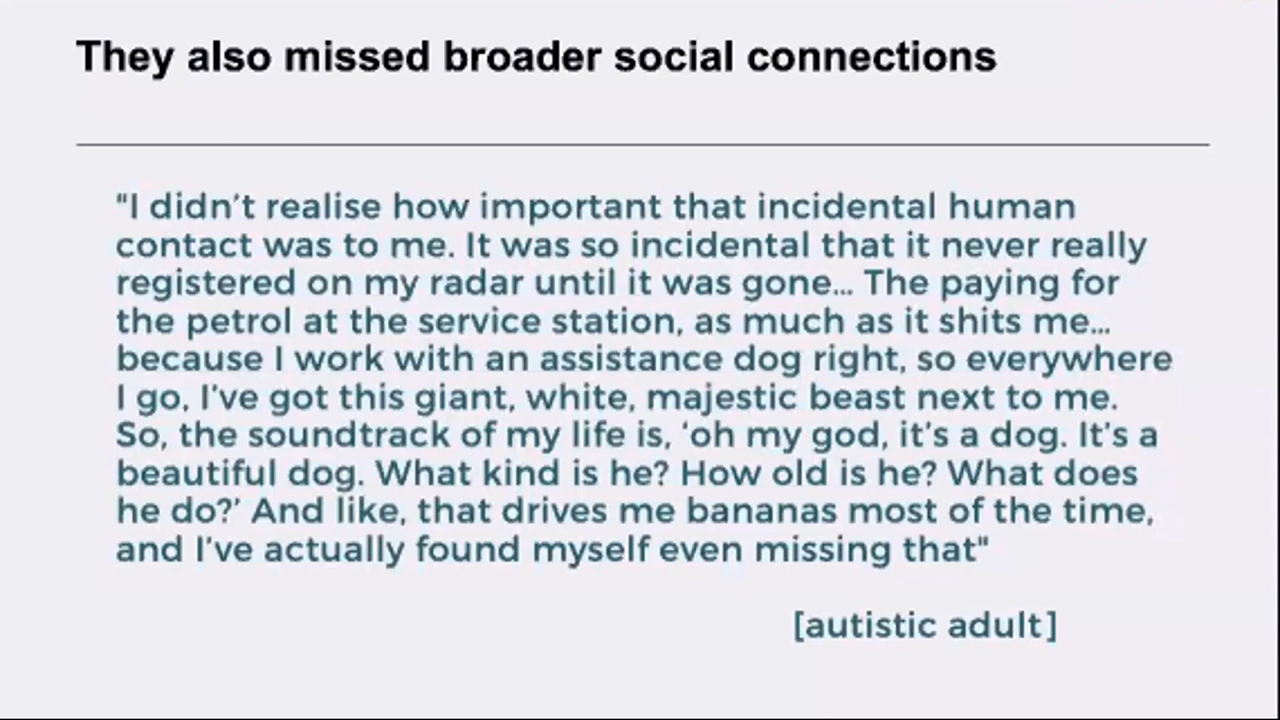 They also missed broader social connections
"I didn't realise how important that incidental human
contact was to me. It was so incidental that it never really
registered on my radar until it was gone... The paying for
the petrol at the service station, as much as it shits me...
because I work with an assistance dog right, so everywhere
I go, I've got this giant, white, majestic beast next to me.
So, the soundtrack of my life is, 'oh my god, it's a dog. It's a
beautiful dog. What kind is he? How old is he? What does
he do?' And like, that drives me bananas most of the time,
and I've actually found myself even missing that"
[autistic adult]